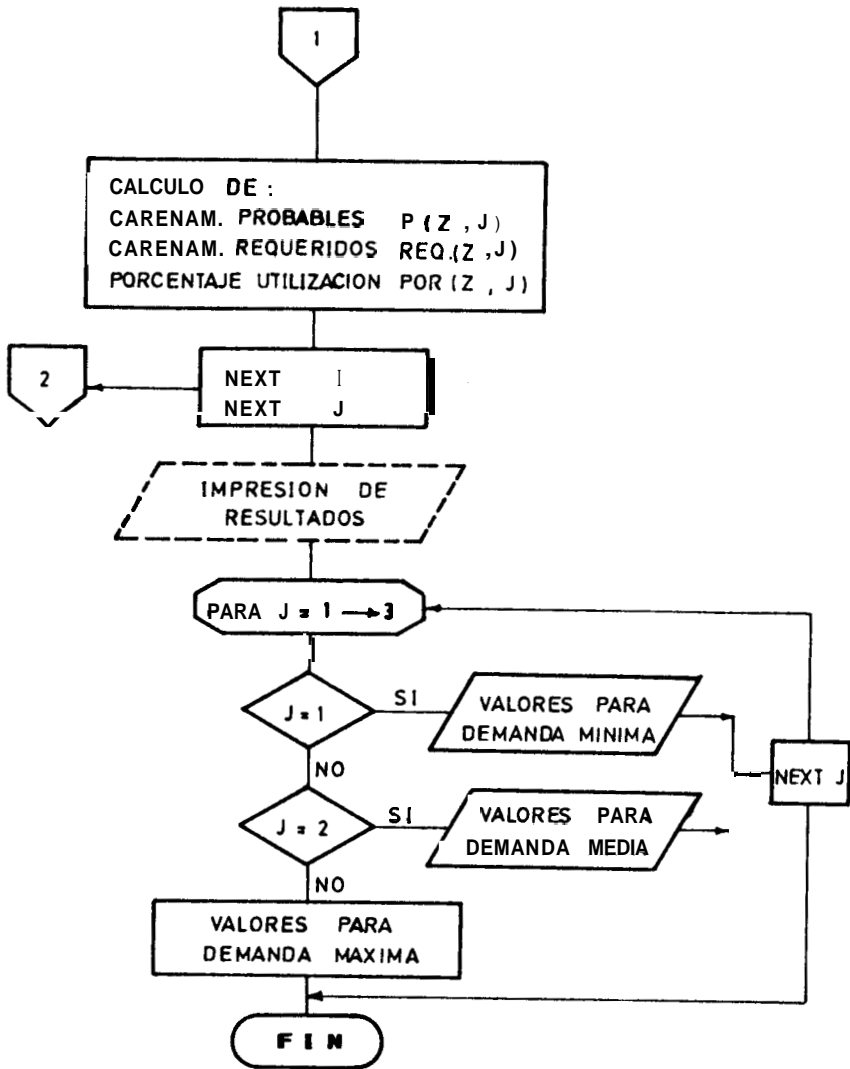 1
CALCULO DE :
CARENAM. PROBABLES P(Z,J)
CARENAM. REQUERIDOS REQ.(Z,J)
PORCENTAJE UTILIZACION POR(Z,J)
2
NEXT I
NEXT J
IMPRESION DE
RESULTADOS
PARA J = 1 → 3
J = 1
SI
VALORES PARA
DEMANDA MINIMA
NEXT J
NO
J = 2
SI
VALORES PARA
DEMANDA MEDIA
NO
VALORES PARA
DEMANDA MAXIMA
FIN